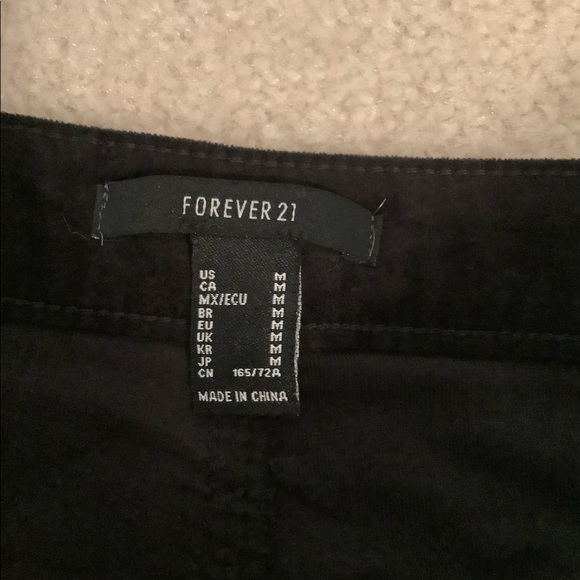 FOREVER 21
US M
CA M
MX/ECU M
BR M
EU M
UK M
KR M
JP M
CN 165/72A
MADE IN CHINA